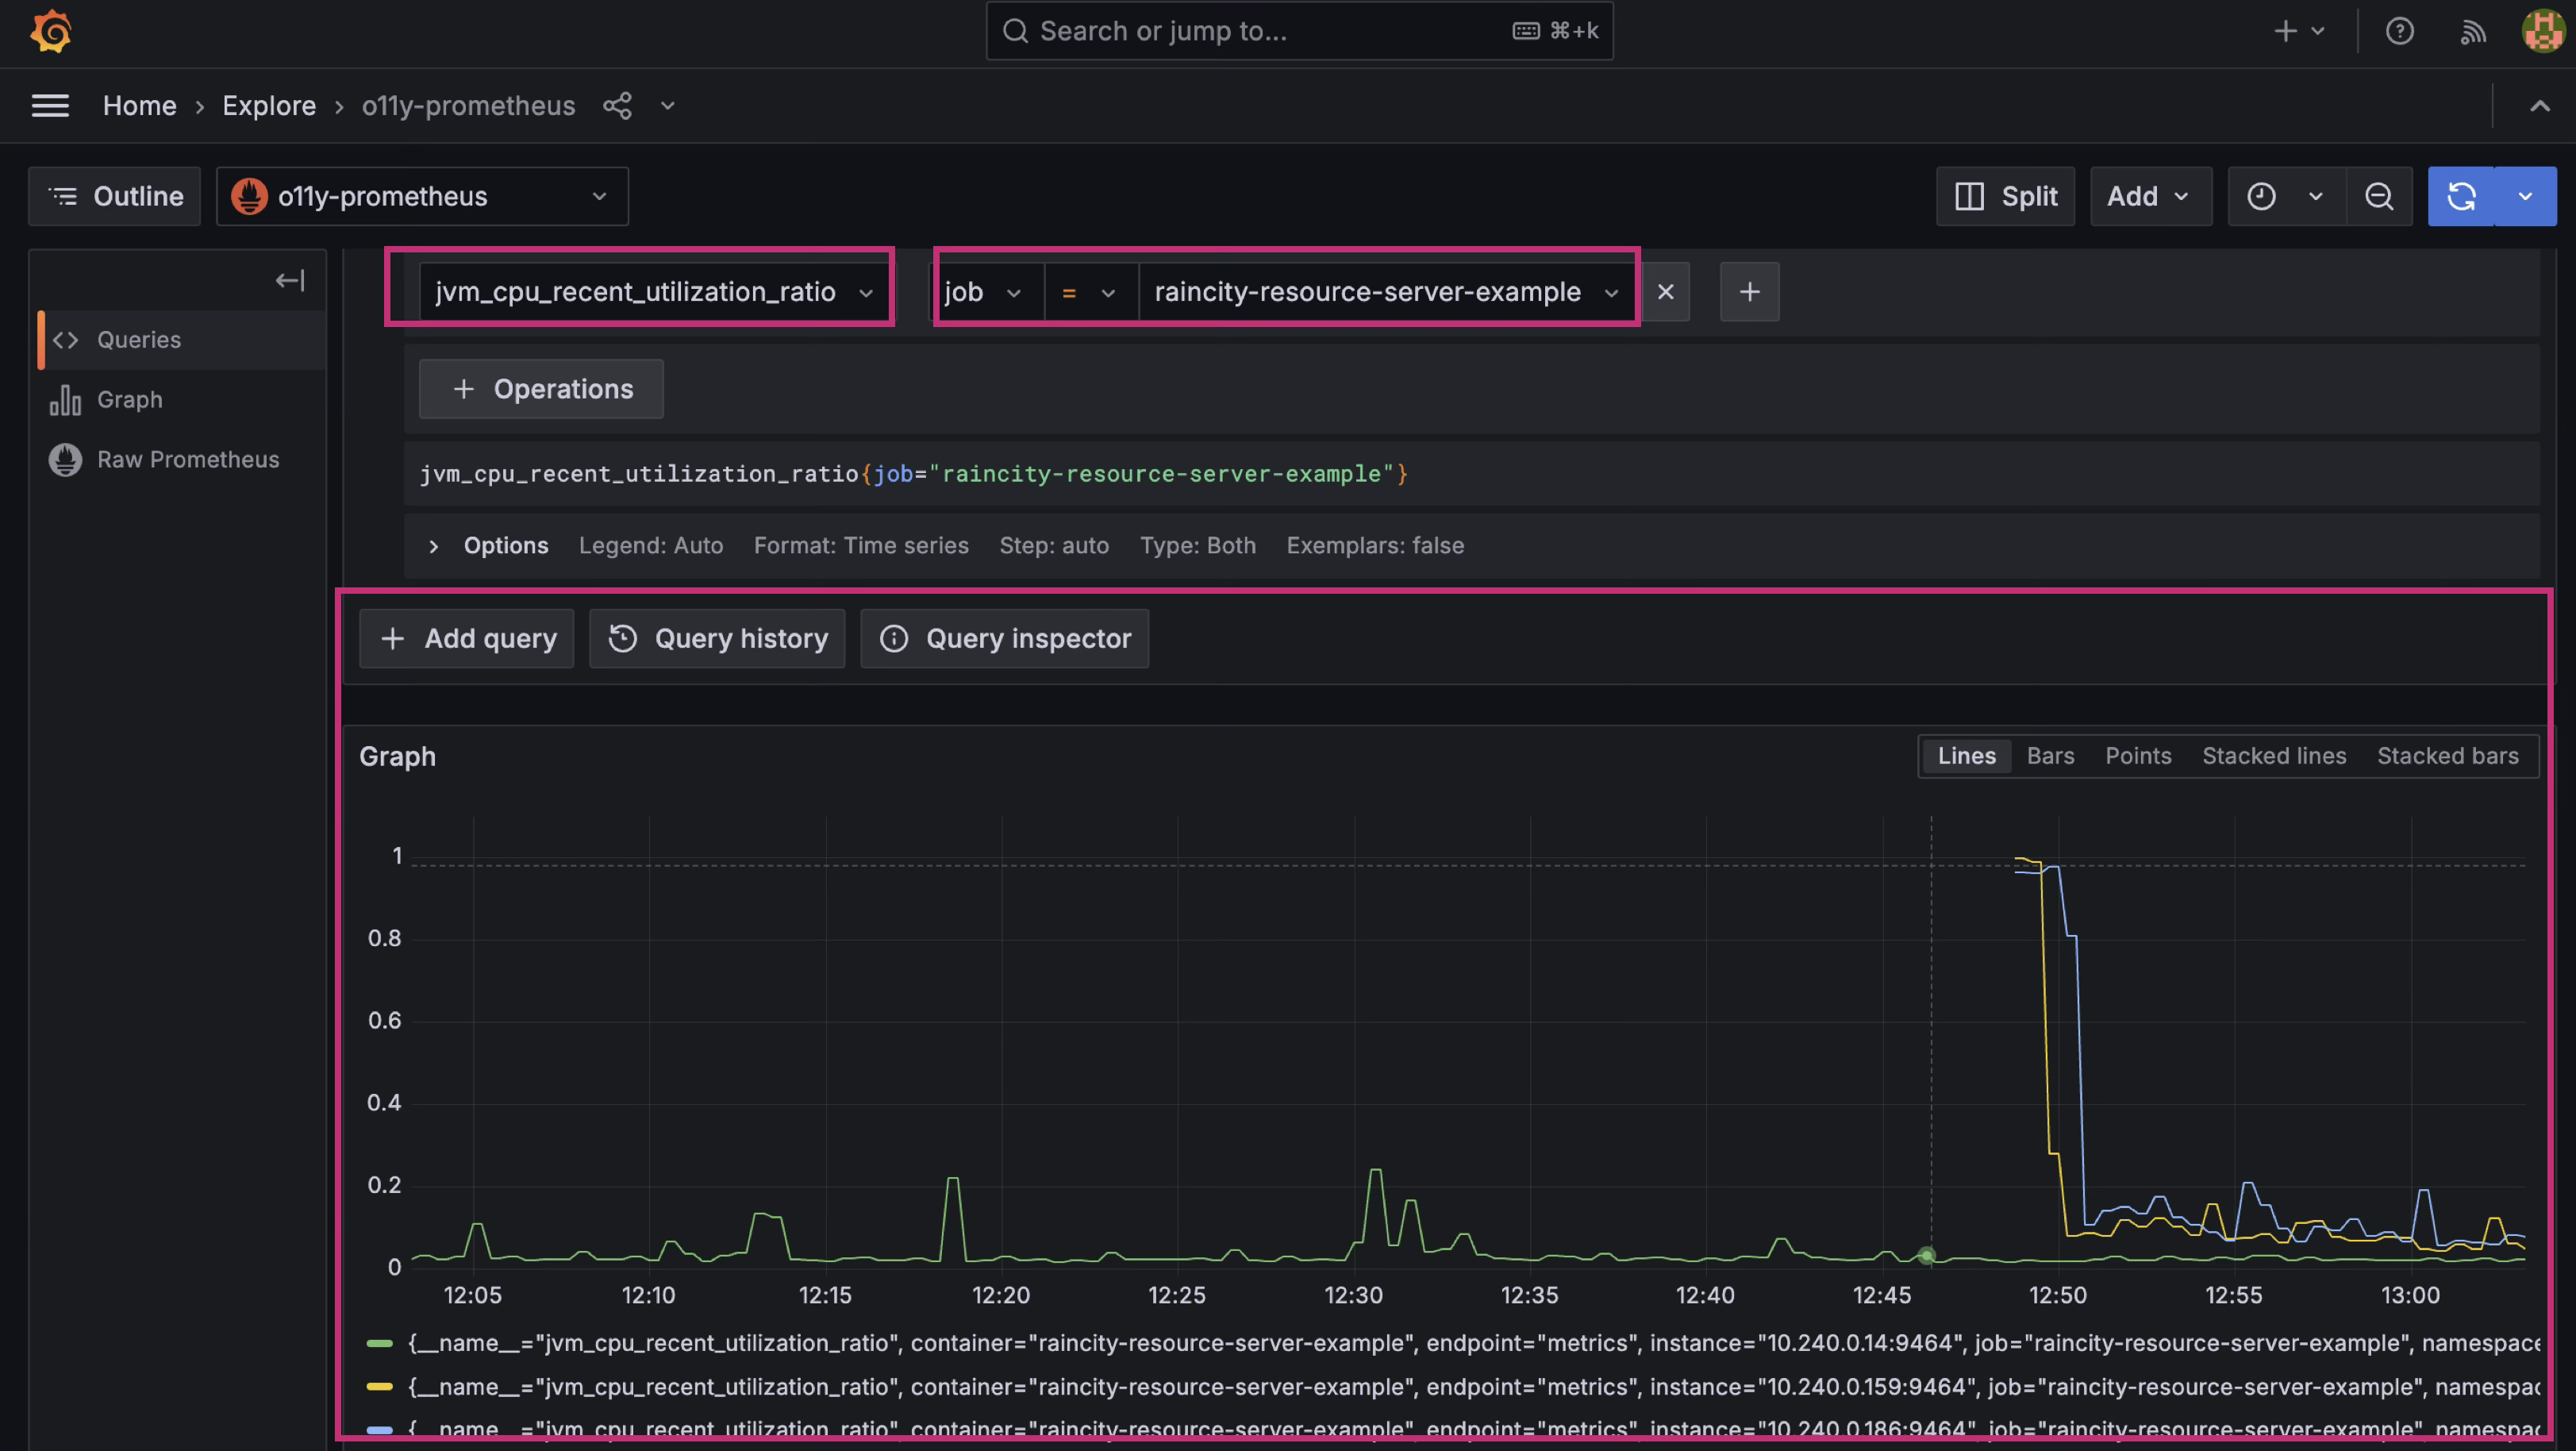 Search or jump to... ⌘+k
Home › Explore › o11y-prometheus
Outline
o11y-prometheus
Split
Add
Queries
Graph
Raw Prometheus
jvm_cpu_recent_utilization_ratio
job = raincity-resource-server-example
+ Operations
jvm_cpu_recent_utilization_ratio{job="raincity-resource-server-example"}
Options Legend: Auto Format: Time series Step: auto Type: Both Exemplars: false
+ Add query
Query history
Query inspector
Graph
Lines Bars Points Stacked lines Stacked bars
1
0.8
0.6
0.4
0.2
0
12:05 12:10 12:15 12:20 12:25 12:30 12:35 12:40 12:45 12:50 12:55 13:00
{__name__="jvm_cpu_recent_utilization_ratio", container="raincity-resource-server-example", endpoint="metrics", instance="10.240.0.14:9464", job="raincity-resource-server-example", namespace
{__name__="jvm_cpu_recent_utilization_ratio", container="raincity-resource-server-example", endpoint="metrics", instance="10.240.0.159:9464", job="raincity-resource-server-example", namespac
{__name__="jvm_cpu_recent_utilization_ratio", container="raincity-resource-server-example", endpoint="metrics", instance="10.240.0.186:9464", job="raincity-resource-server-example", namespac